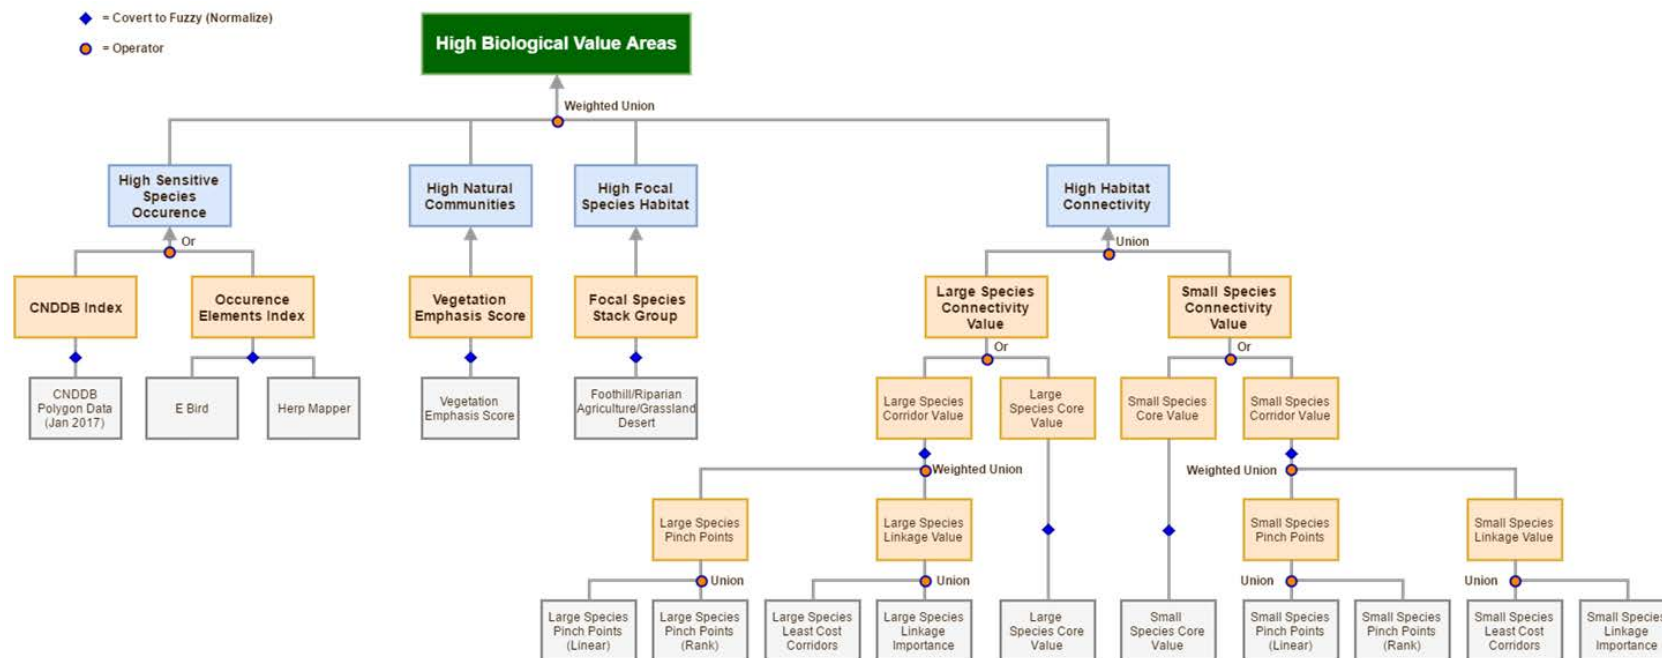 = Covert to Fuzzy (Normalize)
= Operator
High Biological Value Areas
Weighted Union
High Sensitive
Species
Occurence
High Natural
Communities
High Focal
Species Habitat
High Habitat
Connectivity
Or
Union
CNDDB Index
Occurence
Elements Index
Vegetation
Emphasis Score
Focal Species
Stack Group
Large Species
Connectivity
Value
Small Species
Connectivity
Value
Or
Or
CNDDB
Polygon Data
(Jan 2017)
E Bird
Herp Mapper
Vegetation
Emphasis Score
Foothill/Riparian
Agriculture/Grassland
Desert
Large Species
Corridor Value
Large
Species Core
Value
Small Species
Core Value
Small Species
Corridor Value
Weighted Union
Weighted Union
Large Species
Pinch Points
Large Species
Linkage Value
Small Species
Pinch Points
Small Species
Linkage Value
Union
Union
Union
Union
Large Species
Pinch Points
(Linear)
Large Species
Pinch Points
(Rank)
Large Species
Least Cost
Corridors
Large Species
Linkage
Importance
Large
Species Core
Value
Small
Species Core
Value
Small Species
Pinch Points
(Linear)
Small Species
Pinch Points
(Rank)
Small Species
Least Cost
Corridors
Small Species
Linkage
Importance